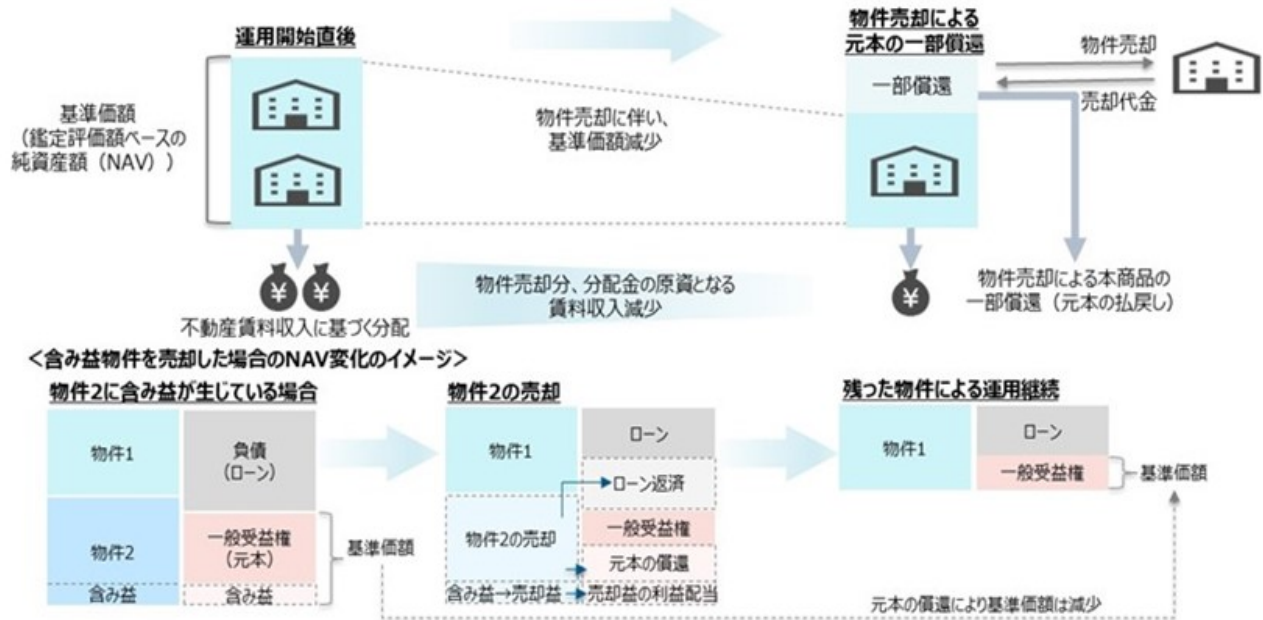 運用開始直後
物件売却による
元本の一部償還
物件売却
売却代金
一部償還
基準価額
(鑑定評価額ベースの
純資産額(NAV))
物件売却に伴い、
基準価額減少
¥ ¥
不動産賃料収入に基づく分配
物件売却分、分配金の原資となる
賃料収入減少
¥
物件売却による本商品の
一部償還(元本の払戻し)
<含み益物件を売却した場合のNAV変化のイメージ>
物件2に含み益が生じている場合
物件1
負債
(ローン)
物件2
一般受益権
(元本)
含み益
含み益
基準価額
物件2の売却
物件1
ローン
ローン返済
物件2の売却
一般受益権
元本の償還
含み益→売却益
売却益の利益配当
残った物件による運用継続
物件1
ローン
一般受益権
基準価額
元本の償還により基準価額は減少